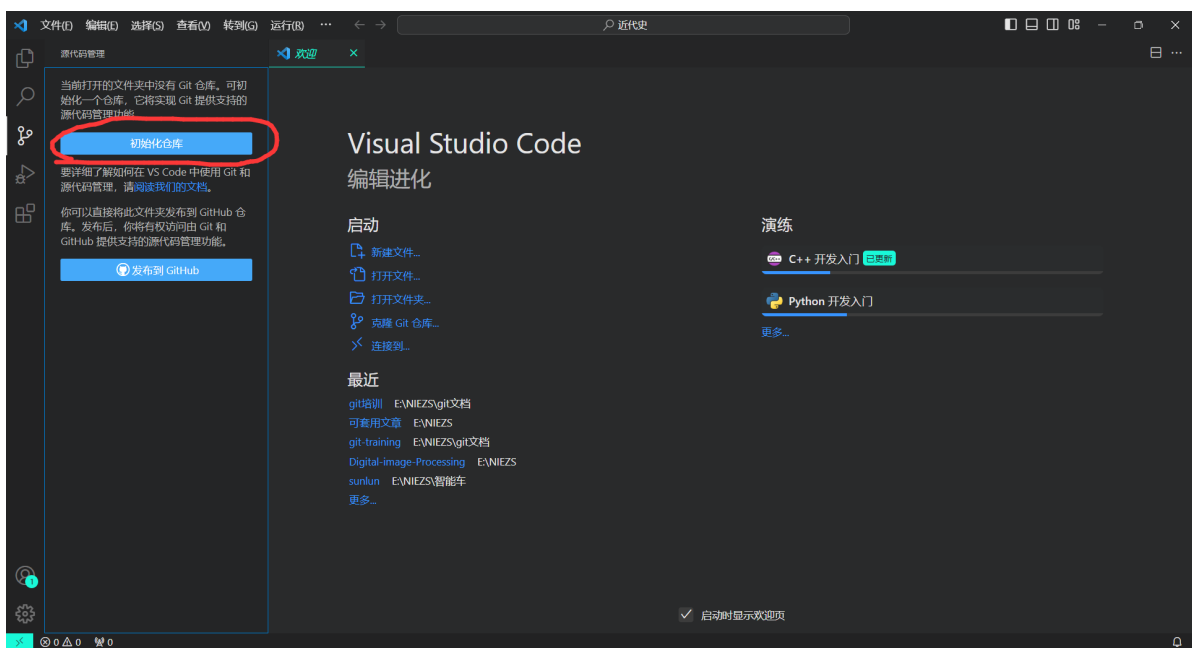 文件(F) 编辑(E) 选择(S) 查看(V) 转到(G) 运行(R) ··· 近代史
源代码管理
欢迎
当前打开的文件夹中没有 Git 仓库。可初
始化一个仓库，它将实现 Git 提供支持的
源代码管理功能。
初始化仓库
要详细了解如何在 VS Code 中使用 Git 和
源代码管理，请阅读我们的文档。
你可以直接将此文件夹发布到 GitHub 仓
库。发布后，你将有权访问由 Git 和
GitHub 提供支持的源代码管理功能。
发布到 GitHub
Visual Studio Code
编辑进化
启动
新建文件...
打开文件...
打开文件夹...
克隆 Git 仓库...
连接到...
最近
git培训 E:\NIEZS\git文档
可套用文章 E:\NIEZS
git-training E:\NIEZS\git文档
Digital-image-Processing E:\NIEZS
sunlun E:\NIEZS\智能车
更多...
演练
C++ 开发入门 已更新
Python 开发入门
更多...
启动时显示欢迎页
1
0 0 0